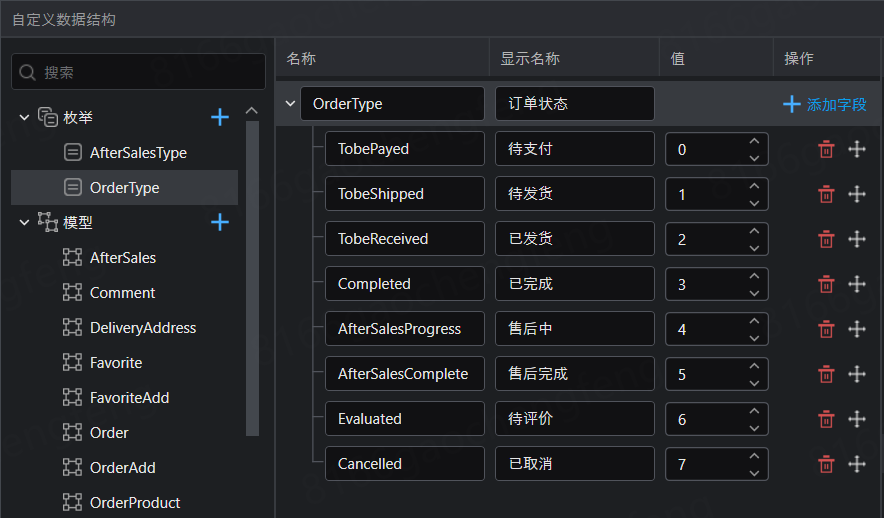 自定义数据结构
搜索
枚举
AfterSalesType
OrderType
模型
AfterSales
Comment
DeliveryAddress
Favorite
FavoriteAdd
Order
OrderAdd
OrderProduct
名称 显示名称 值 操作
OrderType 订单状态 添加字段
TobePayed 待支付 0
TobeShipped 待发货 1
TobeReceived 已发货 2
Completed 已完成 3
AfterSalesProgress 售后中 4
AfterSalesComplete 售后完成 5
Evaluated 待评价 6
Cancelled 已取消 7